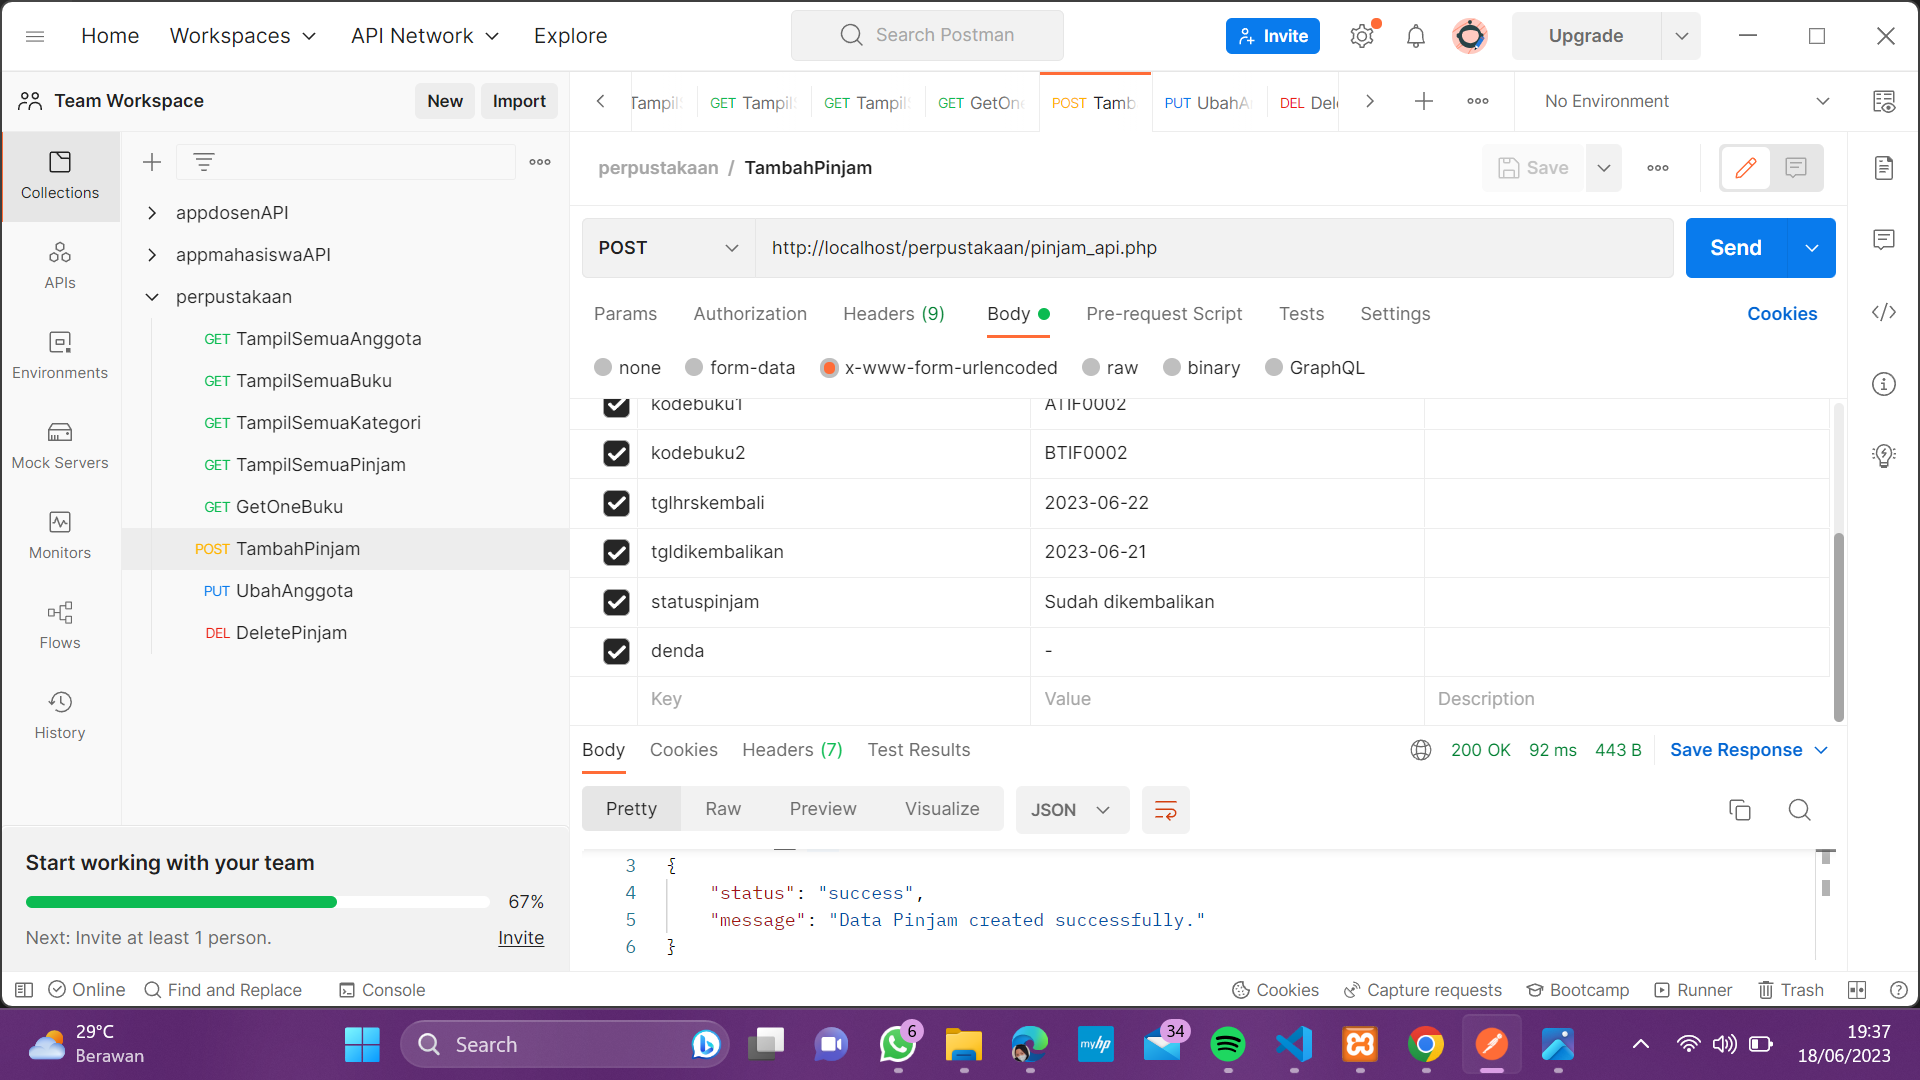 Home
Workspaces
API Network
Explore
Search Postman
Invite
Upgrade
Team Workspace
New
Import
GET Tampil
GET Tampil
GET GetOne
POST Tamb
PUT UbahA
DEL Del
No Environment
Collections
APIs
Environments
Mock Servers
Monitors
Flows
History
appdosenAPI
appmahasiswaAPI
perpustakaan
GET TampilSemuaAnggota
GET TampilSemuaBuku
GET TampilSemuaKategori
GET TampilSemuaPinjam
GET GetOneBuku
POST TambahPinjam
PUT UbahAnggota
DEL DeletePinjam
perpustakaan / TambahPinjam
Save
POST
http://localhost/perpustakaan/pinjam_api.php
Send
Params
Authorization
Headers (9)
Body
Pre-request Script
Tests
Settings
Cookies
none
form-data
x-www-form-urlencoded
raw
binary
GraphQL
kodebuku1
ATIF0002
kodebuku2
BTIF0002
tglhrskembali
2023-06-22
tgldikembalikan
2023-06-21
statuspinjam
Sudah dikembalikan
denda
-
Key
Value
Description
Body
Cookies
Headers (7)
Test Results
200 OK
92 ms
443 B
Save Response
Pretty
Raw
Preview
Visualize
JSON
3 {
4 "status": "success",
5 "message": "Data Pinjam created successfully."
6 }
Start working with your team
67%
Next: Invite at least 1 person.
Invite
Online
Find and Replace
Console
Cookies
Capture requests
Bootcamp
Runner
Trash
29°C
Berawan
Search
6
myhp
34
19:37
18/06/2023